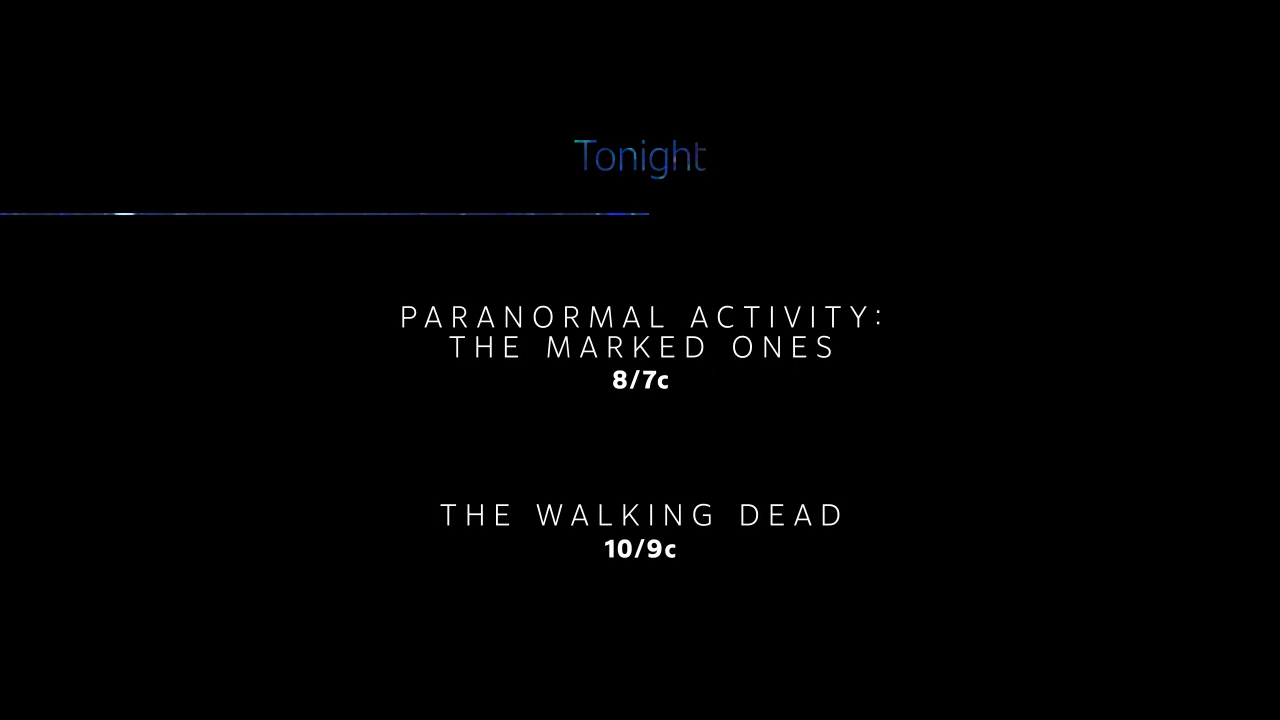 Tonight
PARANORMAL ACTIVITY:
THE MARKED ONES
8/7c
THE WALKING DEAD
10/9c